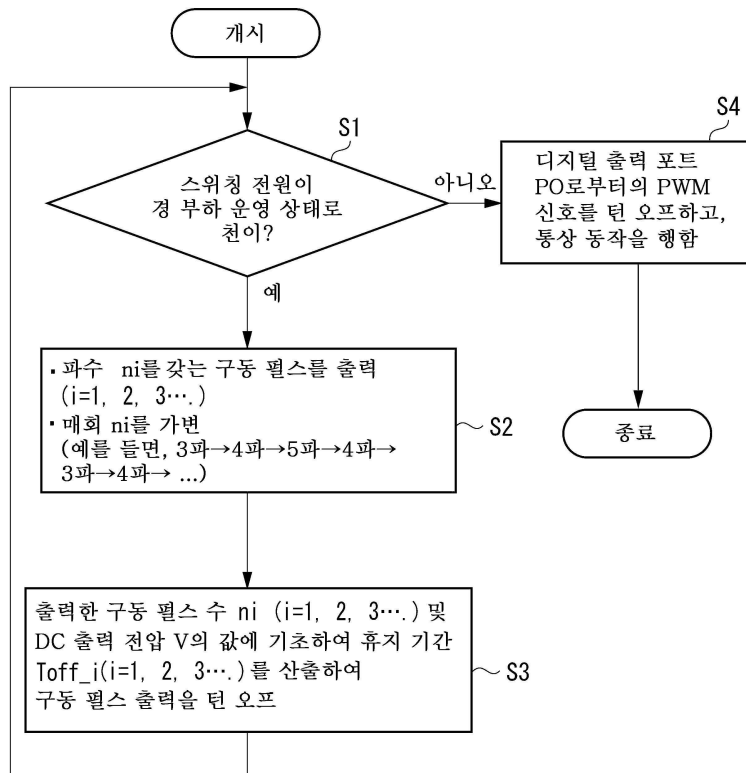 개시
S1
스위칭 전원이
경 부하 운영 상태로
천이?
아니오
예
S4
디지털 출력 포트
PO로부터의 PWM
신호를 턴 오프하고,
통상 동작을 행함
종료
· 파수 ni를 갖는 구동 펄스를 출력
(i=1, 2, 3….)
· 매회 ni를 가변
(예를 들면, 3파→4파→5파→4파→
3파→4파→ …)
S2
출력한 구동 펄스 수 ni (i=1, 2, 3….) 및
DC 출력 전압 V의 값에 기초하여 휴지 기간
Toff_i(i=1, 2, 3….)를 산출하여
구동 펄스 출력을 턴 오프
S3